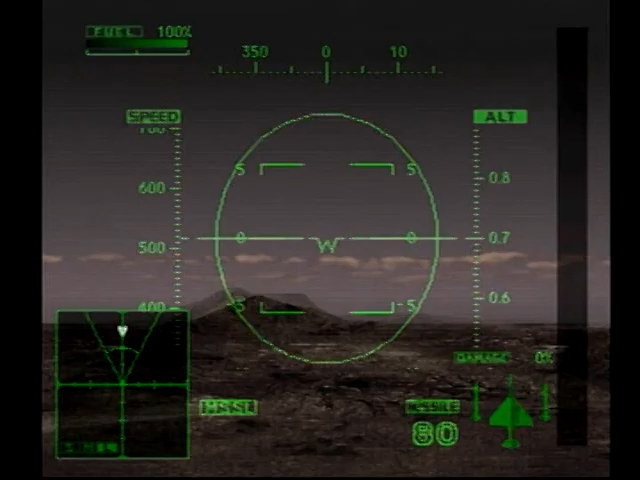 FUEL 100%
350 0 10
SPEED ALT
700
5 5
600 0.8
0 W 0 0.7
500
-5 -5
400 0.6
DAMAGE 0%
MSSL MISSILE
80